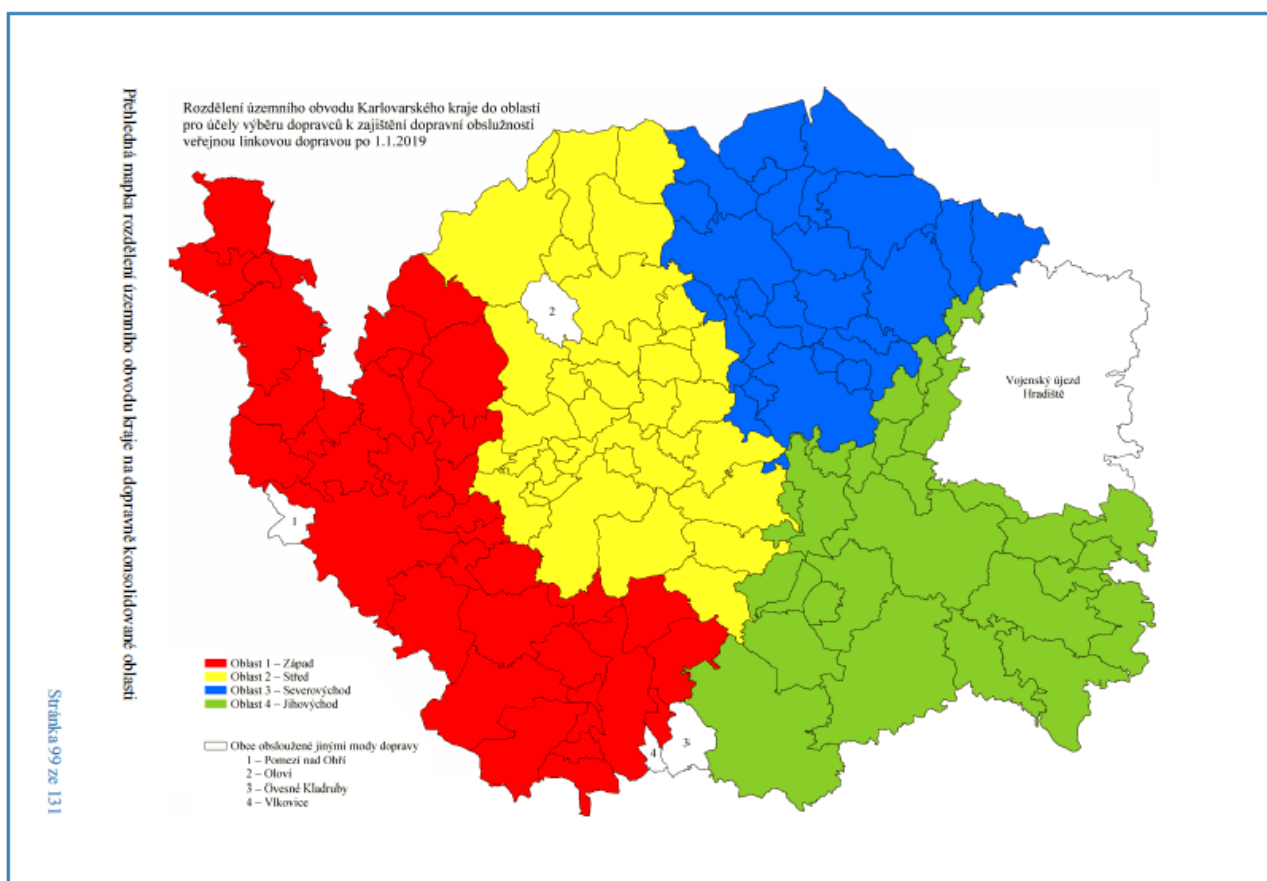 Přehledná mapka rozdělení územního obvodu kraje na dopravně konsolidované oblasti
Rozdělení územního obvodu Karlovarského kraje do oblastí
pro účely výběru dopravců k zajištění dopravní obslužnosti
veřejnou linkovou dopravou po 1.1.2019
2
Vojenský újezd
Hradiště
1
3
4
Oblast 1 – Západ
Oblast 2 – Střed
Oblast 3 – Severovýchod
Oblast 4 – Jihovýchod
Obce obsloužené jinými mody dopravy
1 – Pomezí nad Ohří
2 – Oloví
3 – Ovesné Kladruby
4 – Vlkovice
Stránka 99 ze 131